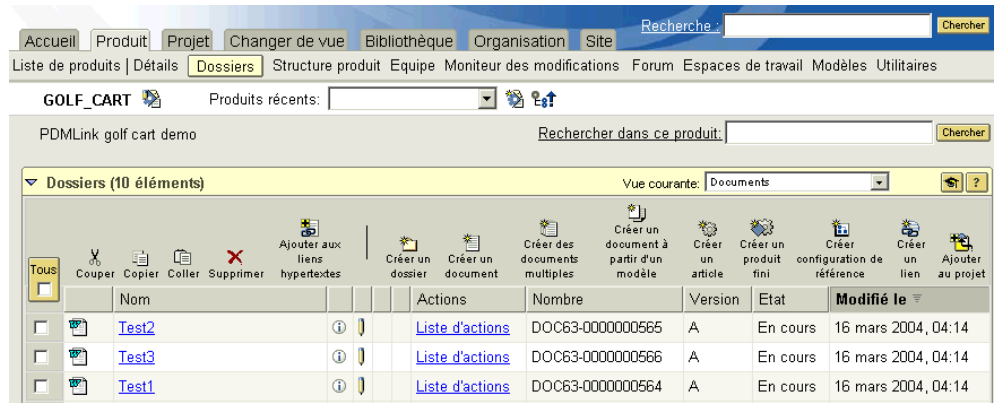 Recherche : Chercher
Accueil Produit Projet Changer de vue Bibliothèque Organisation Site
Liste de produits | Détails Dossiers Structure produit Equipe Moniteur des modifications Forum Espaces de travail Modèles Utilitaires
GOLF_CART Produits récents:
PDMLink golf cart demo Rechercher dans ce produit: Chercher
Dossiers (10 éléments) Vue courante: Documents ?
Tous
Couper Copier Coller Supprimer Ajouter aux liens hypertextes Créer un dossier Créer un document Créer des documents multiples Créer un document à partir d'un modèle Créer un article Créer un produit fini Créer configuration de référence Créer un lien Ajouter au projet
Nom Actions Nombre Version Etat Modifié le
Test2 Liste d'actions DOC63-0000000565 A En cours 16 mars 2004, 04:14
Test3 Liste d'actions DOC63-0000000566 A En cours 16 mars 2004, 04:14
Test1 Liste d'actions DOC63-0000000564 A En cours 16 mars 2004, 04:14